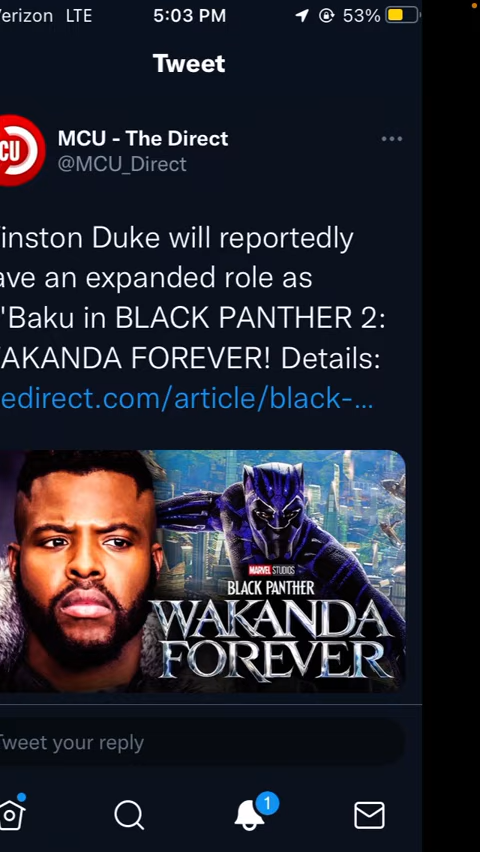 erizon LTE 5:03 PM 53%
Tweet
CU
MCU - The Direct
@MCU_Direct
inston Duke will reportedly
ave an expanded role as
'Baku in BLACK PANTHER 2:
AKANDA FOREVER! Details:
edirect.com/article/black-...
MARVEL STUDIOS
BLACK PANTHER
WAKANDA
FOREVER
Tweet your reply
1